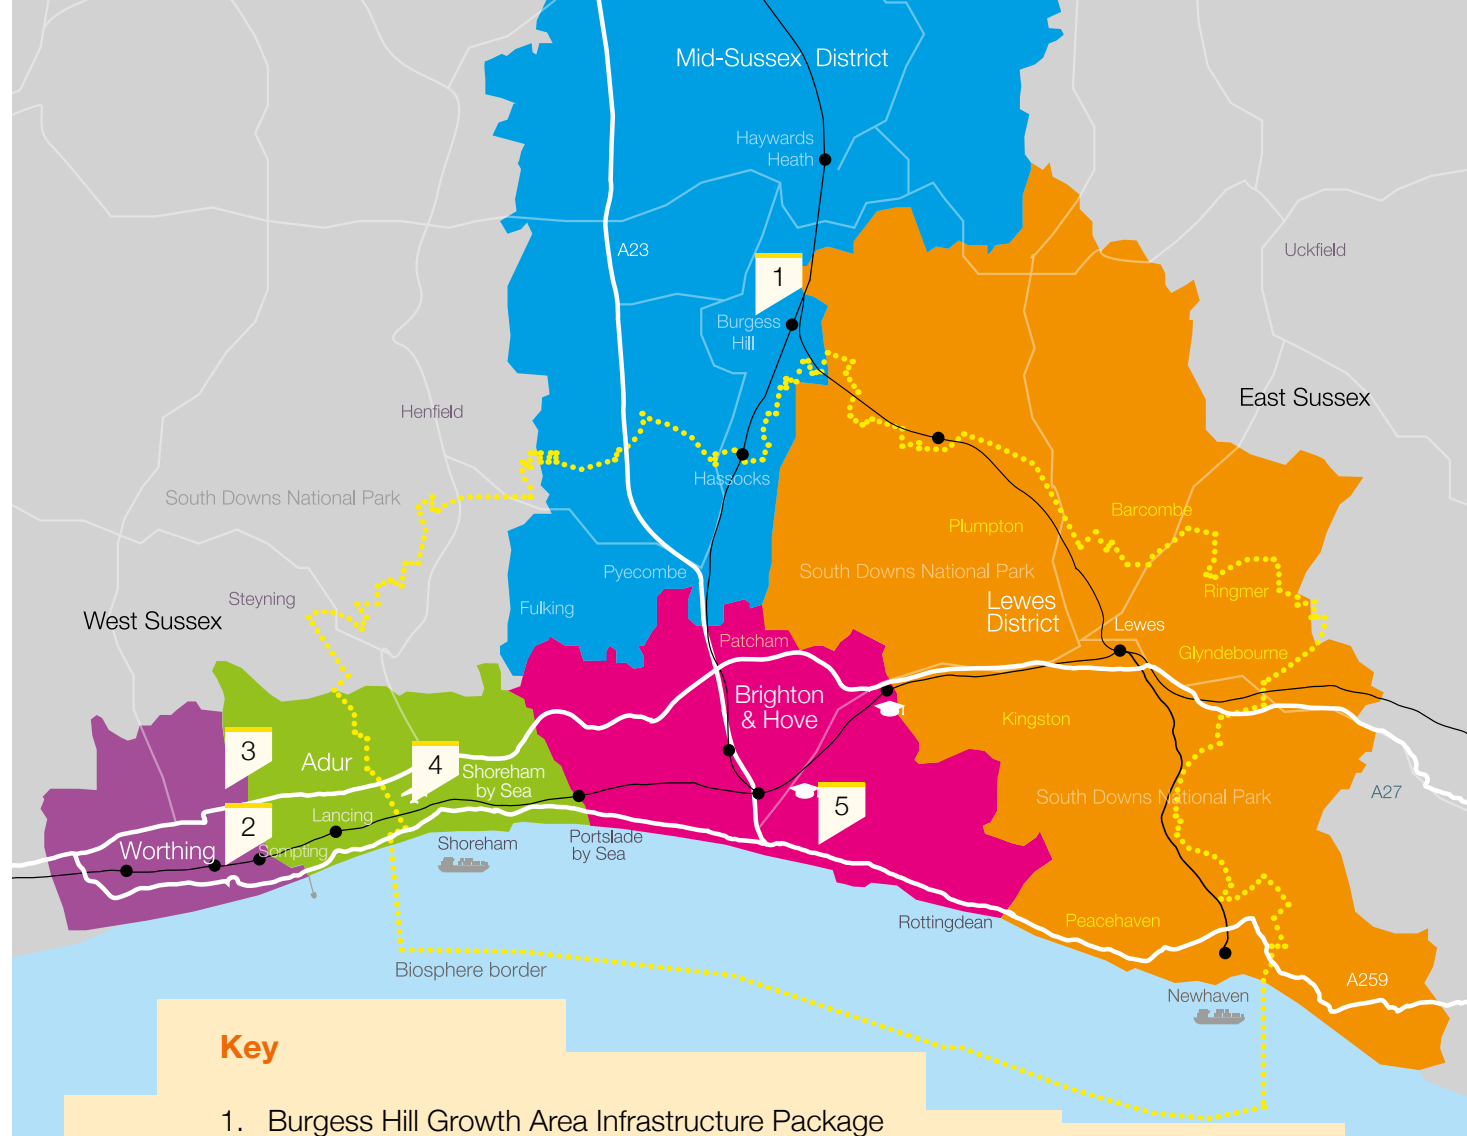 Mid-Sussex District
Haywards
Heath
A23
Uckfield
1
Burgess
Hill
East Sussex
Henfield
Hassocks
South Downs National Park
Barcombe
Plumpton
Pyecombe
South Downs National Park
Steyning
Fulking
Ringmer
West Sussex
Lewes
District
Lewes
Patcham
Glyndebourne
Brighton
& Hove
Kingston
3
Adur
4
Shoreham
by Sea
5
South Downs National Park
A27
2
Lancing
Worthing
Sompting
Shoreham
Portslade
by Sea
Rottingdean
Peacehaven
Biosphere border
A259
Newhaven
Key
1. Burgess Hill Growth Area Infrastructure Package